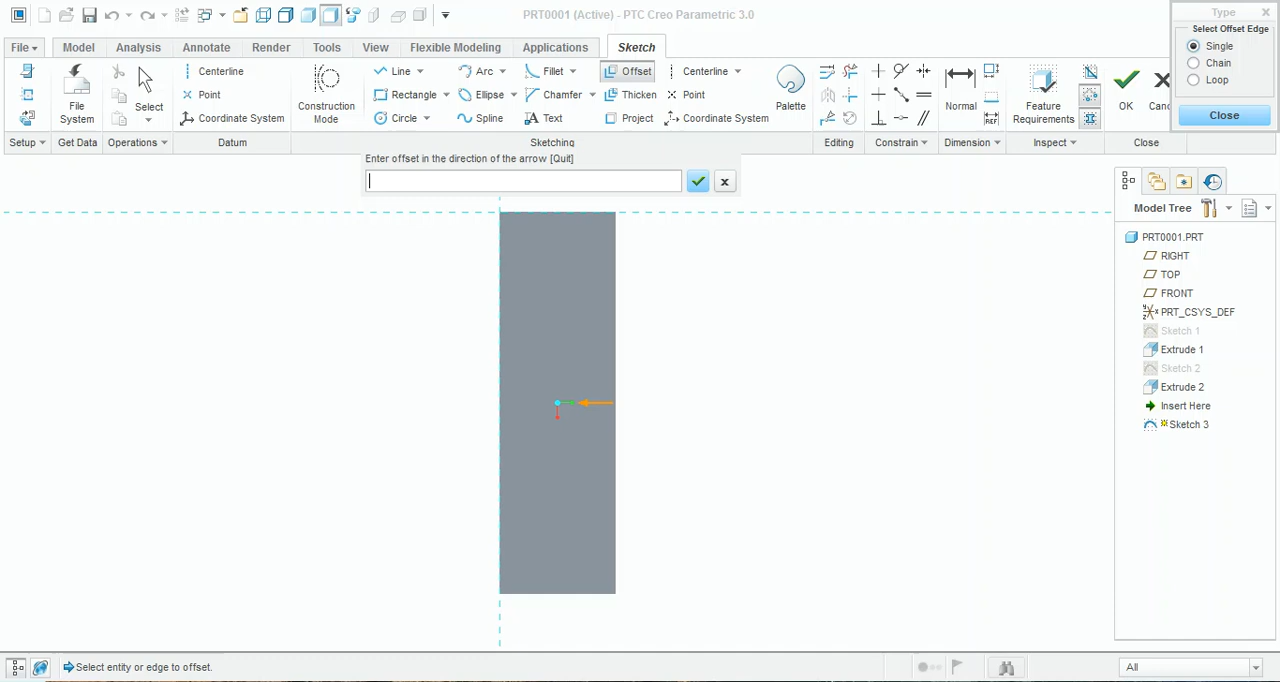 PRT0001 (Active) - PTC Creo Parametric 3.0
Type
Select Offset Edge
Single
Chain
Loop
Close
File
Model
Analysis
Annotate
Render
Tools
View
Flexible Modeling
Applications
Sketch
File System
Select
Centerline
Point
Coordinate System
Construction Mode
Line
Rectangle
Circle
Arc
Ellipse
Spline
Fillet
Chamfer
Text
Offset
Thicken
Project
Centerline
Point
Coordinate System
Palette
Normal
REF
Feature Requirements
OK
Canc
Setup
Get Data
Operations
Datum
Sketching
Editing
Constrain
Dimension
Inspect
Close
Enter offset in the direction of the arrow [Quit]
Model Tree
PRT0001.PRT
RIGHT
TOP
FRONT
PRT_CSYS_DEF
Sketch 1
Extrude 1
Sketch 2
Extrude 2
Insert Here
Sketch 3
Select entity or edge to offset.
All